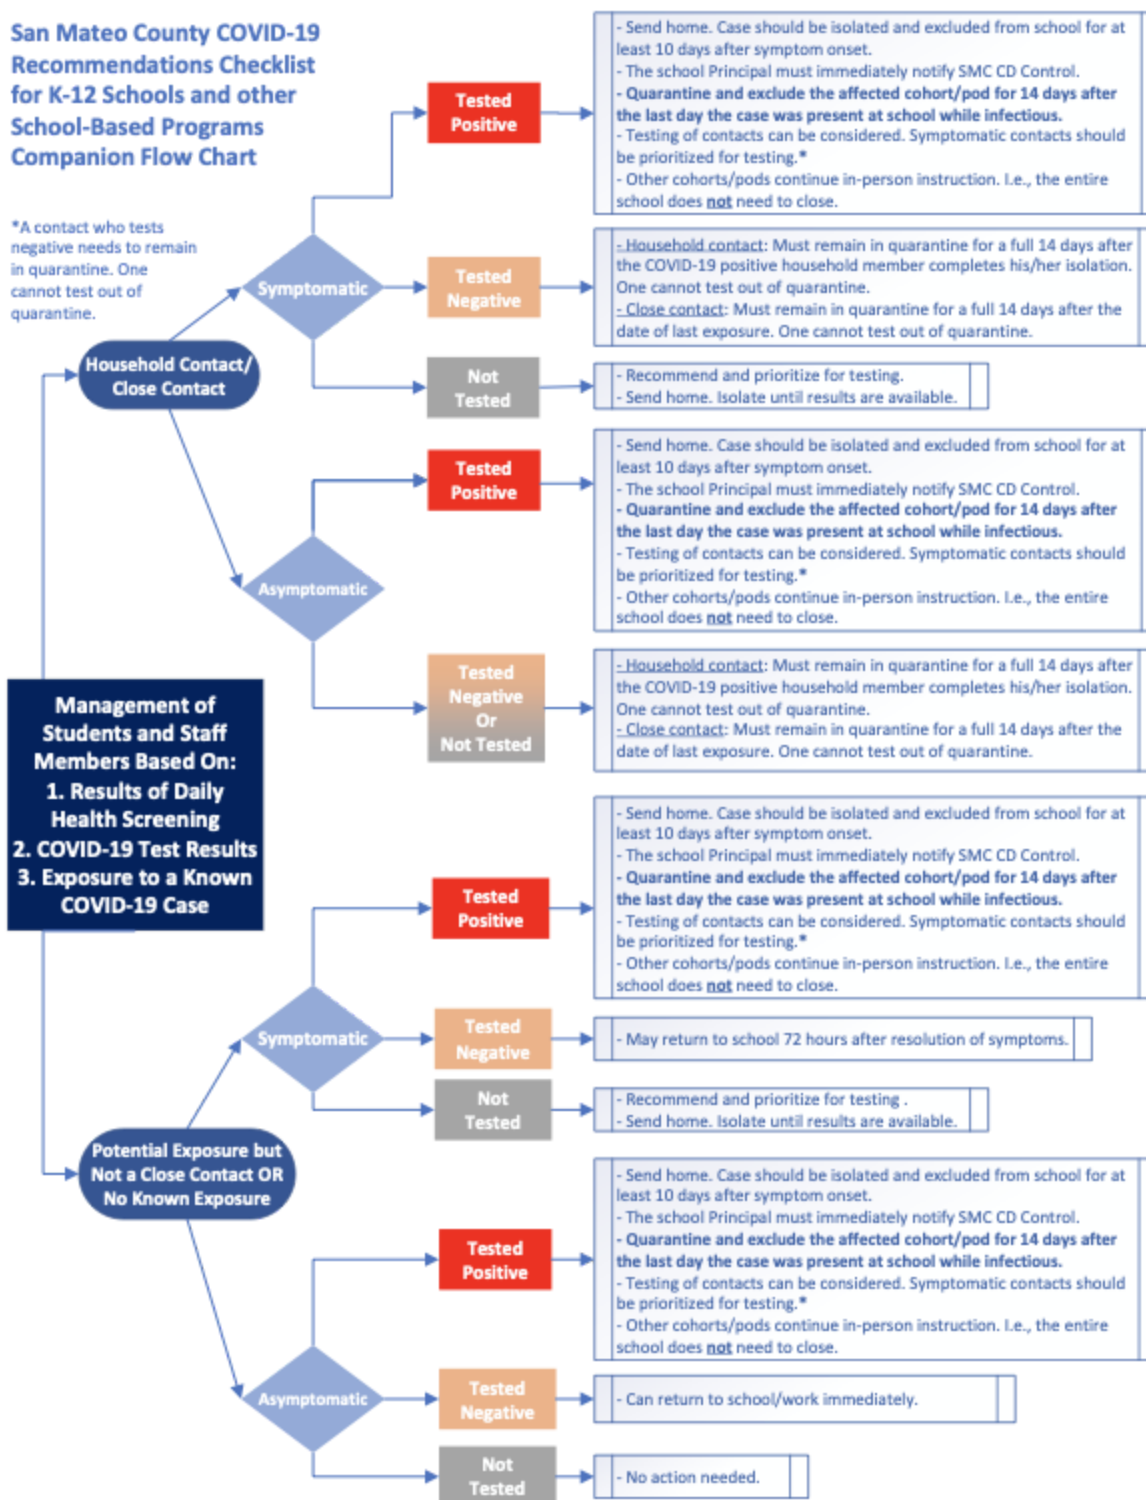 San Mateo County COVID-19
Recommendations Checklist
for K-12 Schools and other
School-Based Programs
Companion Flow Chart
*A contact who tests
negative needs to remain
in quarantine. One
cannot test out of
quarantine.
Management of
Students and Staff
Members Based On:
1. Results of Daily
Health Screening
2. COVID-19 Test Results
3. Exposure to a Known
COVID-19 Case
Household Contact/
Close Contact
Symptomatic
Tested
Positive
- Send home. Case should be isolated and excluded from school for at
least 10 days after symptom onset.
- The school Principal must immediately notify SMC CD Control.
- Quarantine and exclude the affected cohort/pod for 14 days after
the last day the case was present at school while infectious.
- Testing of contacts can be considered. Symptomatic contacts should
be prioritized for testing.*
- Other cohorts/pods continue in-person instruction. I.e., the entire
school does not need to close.
Tested
Negative
- Household contact: Must remain in quarantine for a full 14 days after
the COVID-19 positive household member completes his/her isolation.
One cannot test out of quarantine.
- Close contact: Must remain in quarantine for a full 14 days after the
date of last exposure. One cannot test out of quarantine.
Not
Tested
- Recommend and prioritize for testing.
- Send home. Isolate until results are available.
Asymptomatic
Tested
Positive
- Send home. Case should be isolated and excluded from school for at
least 10 days after symptom onset.
- The school Principal must immediately notify SMC CD Control.
- Quarantine and exclude the affected cohort/pod for 14 days after
the last day the case was present at school while infectious.
- Testing of contacts can be considered. Symptomatic contacts should
be prioritized for testing.*
- Other cohorts/pods continue in-person instruction. I.e., the entire
school does not need to close.
Tested
Negative
Or
Not Tested
- Household contact: Must remain in quarantine for a full 14 days after
the COVID-19 positive household member completes his/her isolation.
One cannot test out of quarantine.
- Close contact: Must remain in quarantine for a full 14 days after the
date of last exposure. One cannot test out of quarantine.
Potential Exposure but
Not a Close Contact OR
No Known Exposure
Symptomatic
Tested
Positive
- Send home. Case should be isolated and excluded from school for at
least 10 days after symptom onset.
- The school Principal must immediately notify SMC CD Control.
- Quarantine and exclude the affected cohort/pod for 14 days after
the last day the case was present at school while infectious.
- Testing of contacts can be considered. Symptomatic contacts should
be prioritized for testing.*
- Other cohorts/pods continue in-person instruction. I.e., the entire
school does not need to close.
Tested
Negative
- May return to school 72 hours after resolution of symptoms.
Not
Tested
- Recommend and prioritize for testing .
- Send home. Isolate until results are available.
Asymptomatic
Tested
Positive
- Send home. Case should be isolated and excluded from school for at
least 10 days after symptom onset.
- The school Principal must immediately notify SMC CD Control.
- Quarantine and exclude the affected cohort/pod for 14 days after
the last day the case was present at school while infectious.
- Testing of contacts can be considered. Symptomatic contacts should
be prioritized for testing.*
- Other cohorts/pods continue in-person instruction. I.e., the entire
school does not need to close.
Tested
Negative
- Can return to school/work immediately.
Not
Tested
- No action needed.